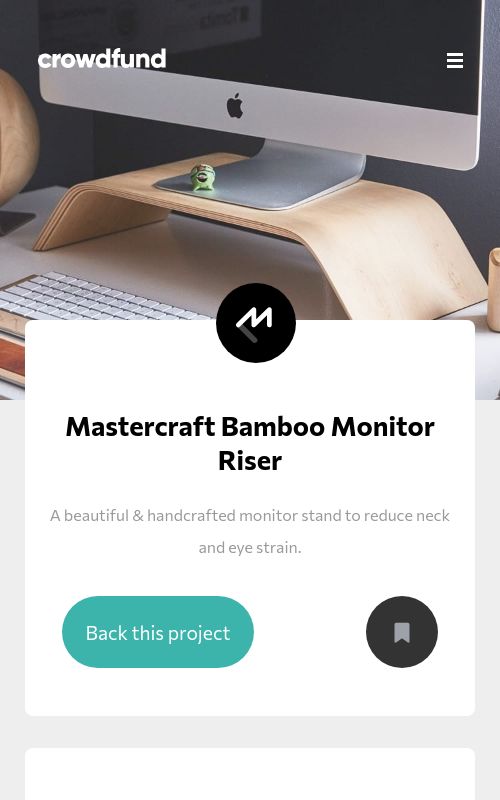 crowdfund
Mastercraft Bamboo Monitor
Riser
A beautiful & handcrafted monitor stand to reduce neck
and eye strain.
Back this project